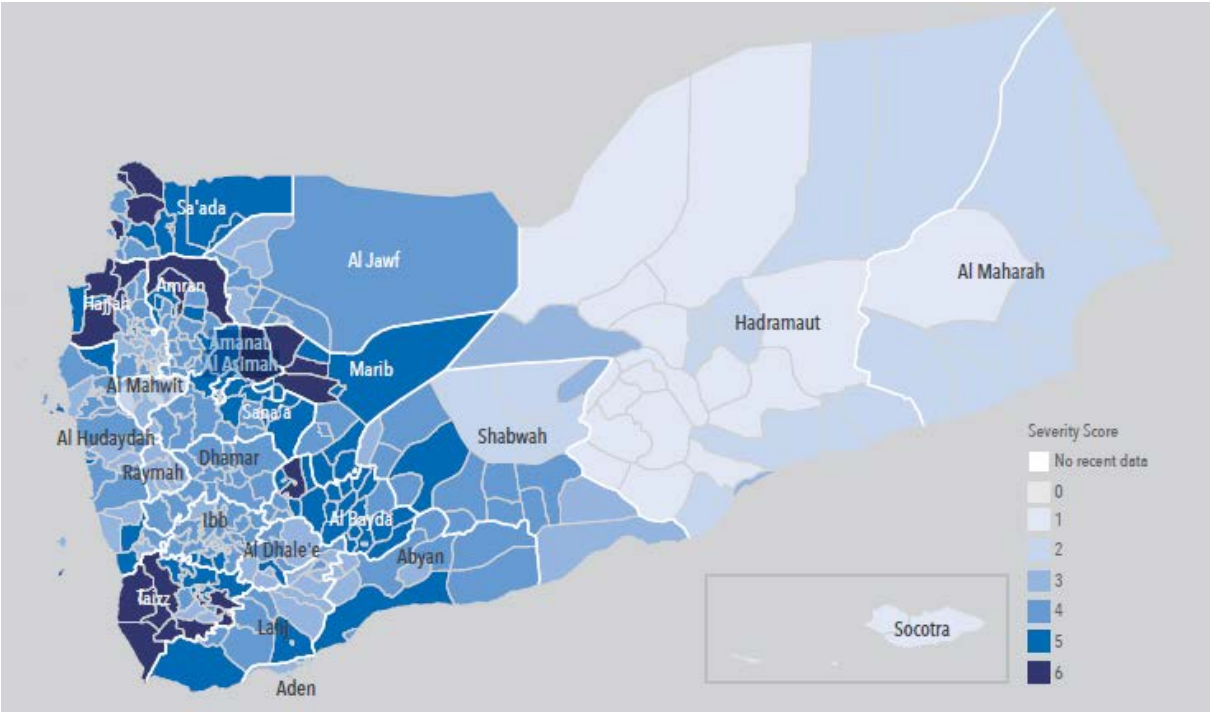 Sa'ada
Al Jawf
Amran
Hajjah
Amanat
Al Asimah
Marib
Al Mahwit
Sana'a
Al Hudaydah
Dhamar
Raymah
Ibb
Al Bayda
Al Dhale'e
Abyan
Taizz
Lahj
Aden
Shabwah
Hadramaut
Al Maharah
Socotra
Severity Score
No recent data
0
1
2
3
4
5
6